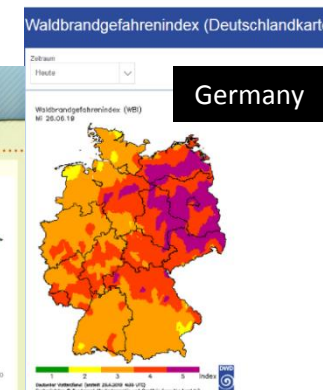 Waldbrandgefahrenindex (Deutschlandkarte
Zeitraum
Heute
Germany
Waldbrandgefahrenindex (WBI)
MI 26.06.19
1 2 3 4 5 Index
DWD